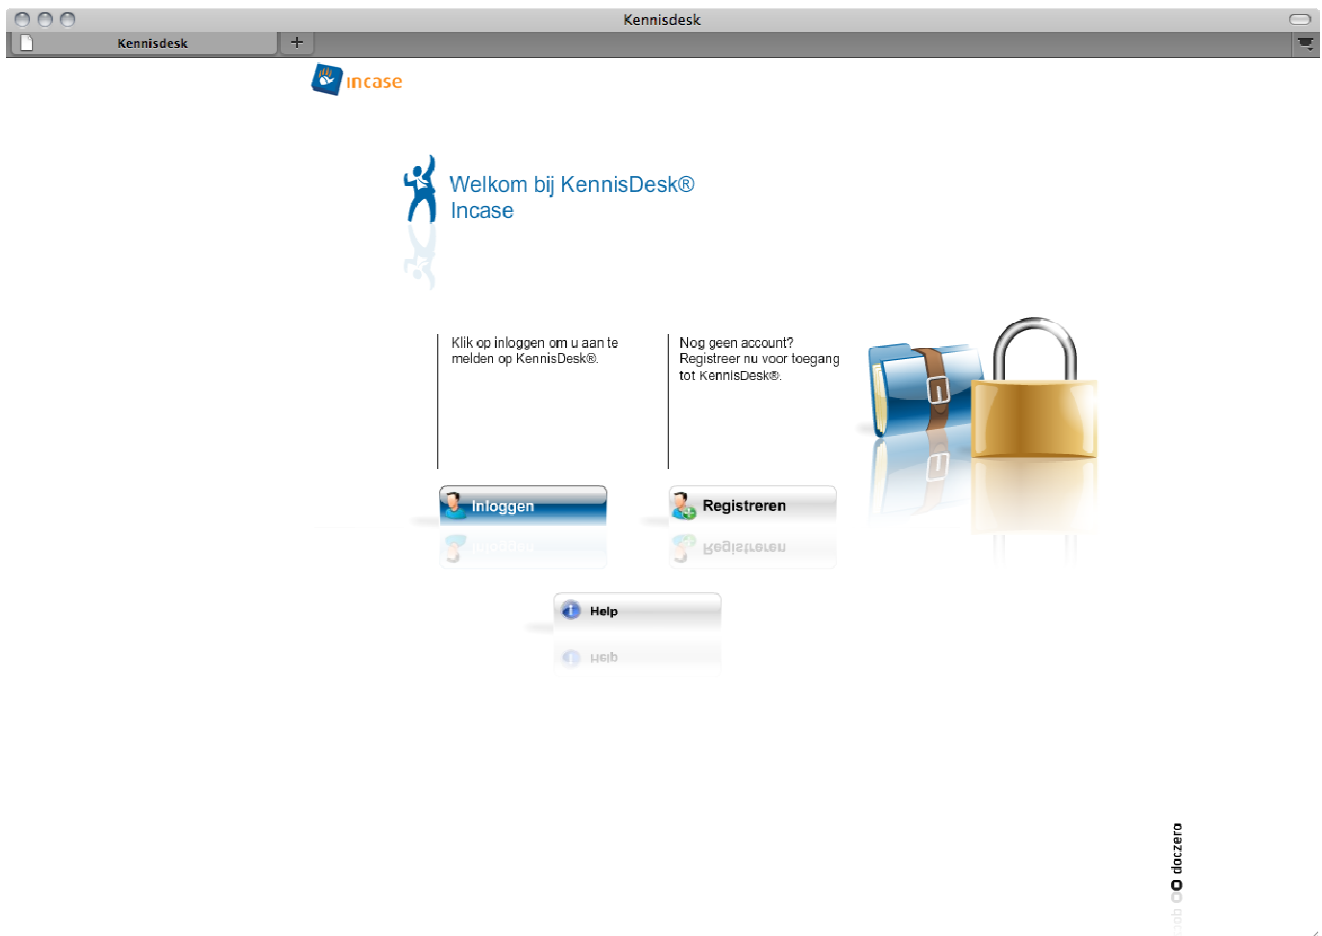 Kennisdesk
Kennisdesk
incase
Welkom bij KennisDesk®
Incase
Klik op inloggen om u aan te
melden op KennisDesk®.
Nog geen account?
Registreer nu voor toegang
tot KennisDesk®.
Inloggen
Registreren
Help
doczero